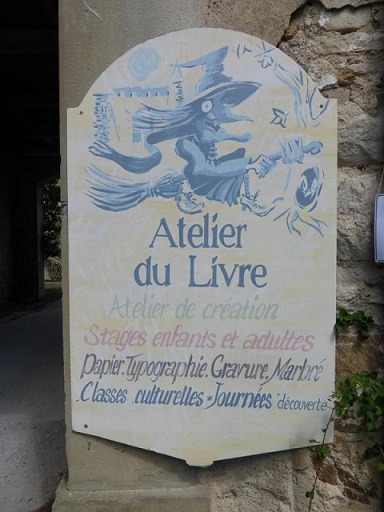 Atelier
du Livre
Atelier de création
Stages enfants et adultes
Papier. Typographie. Gravure. Marbré
Classes culturelles • Journées découverte